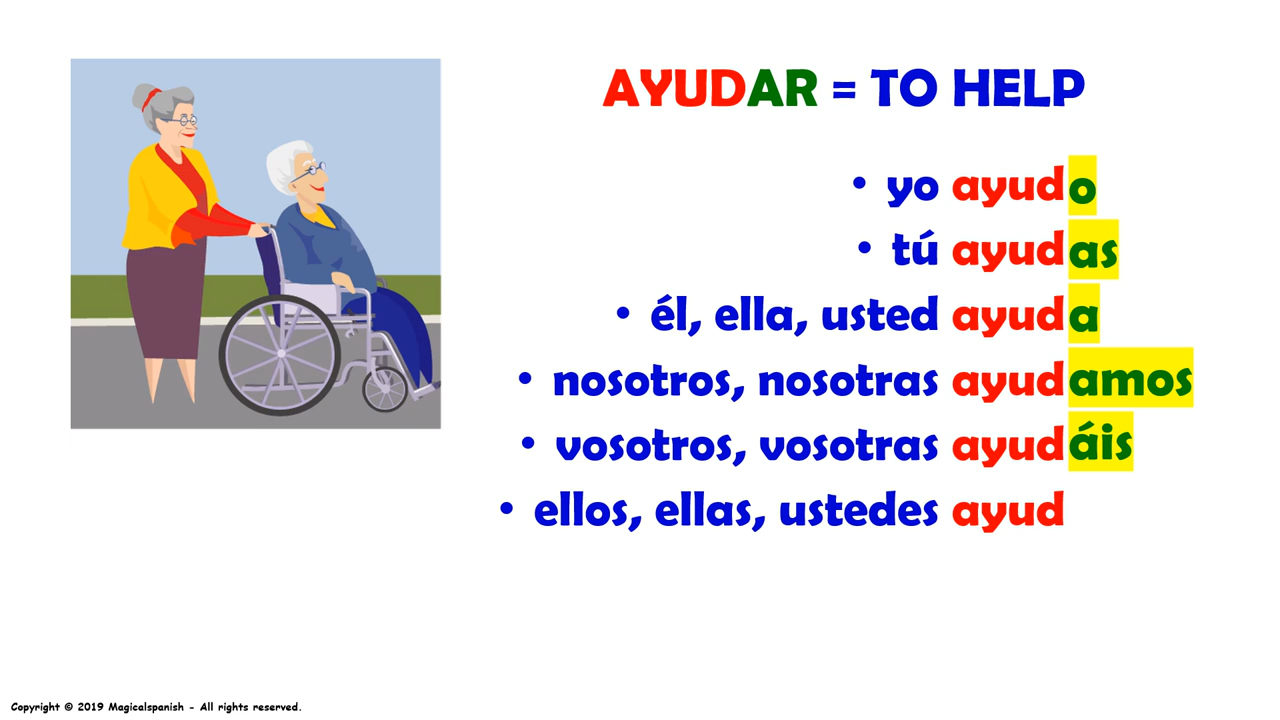 AYUDAR = TO HELP
• yo ayudo
• tú ayudas
• él, ella, usted ayuda
• nosotros, nosotras ayudamos
• vosotros, vosotras ayudáis
• ellos, ellas, ustedes ayud
Copyright © 2019 Magicalspanish - All rights reserved.